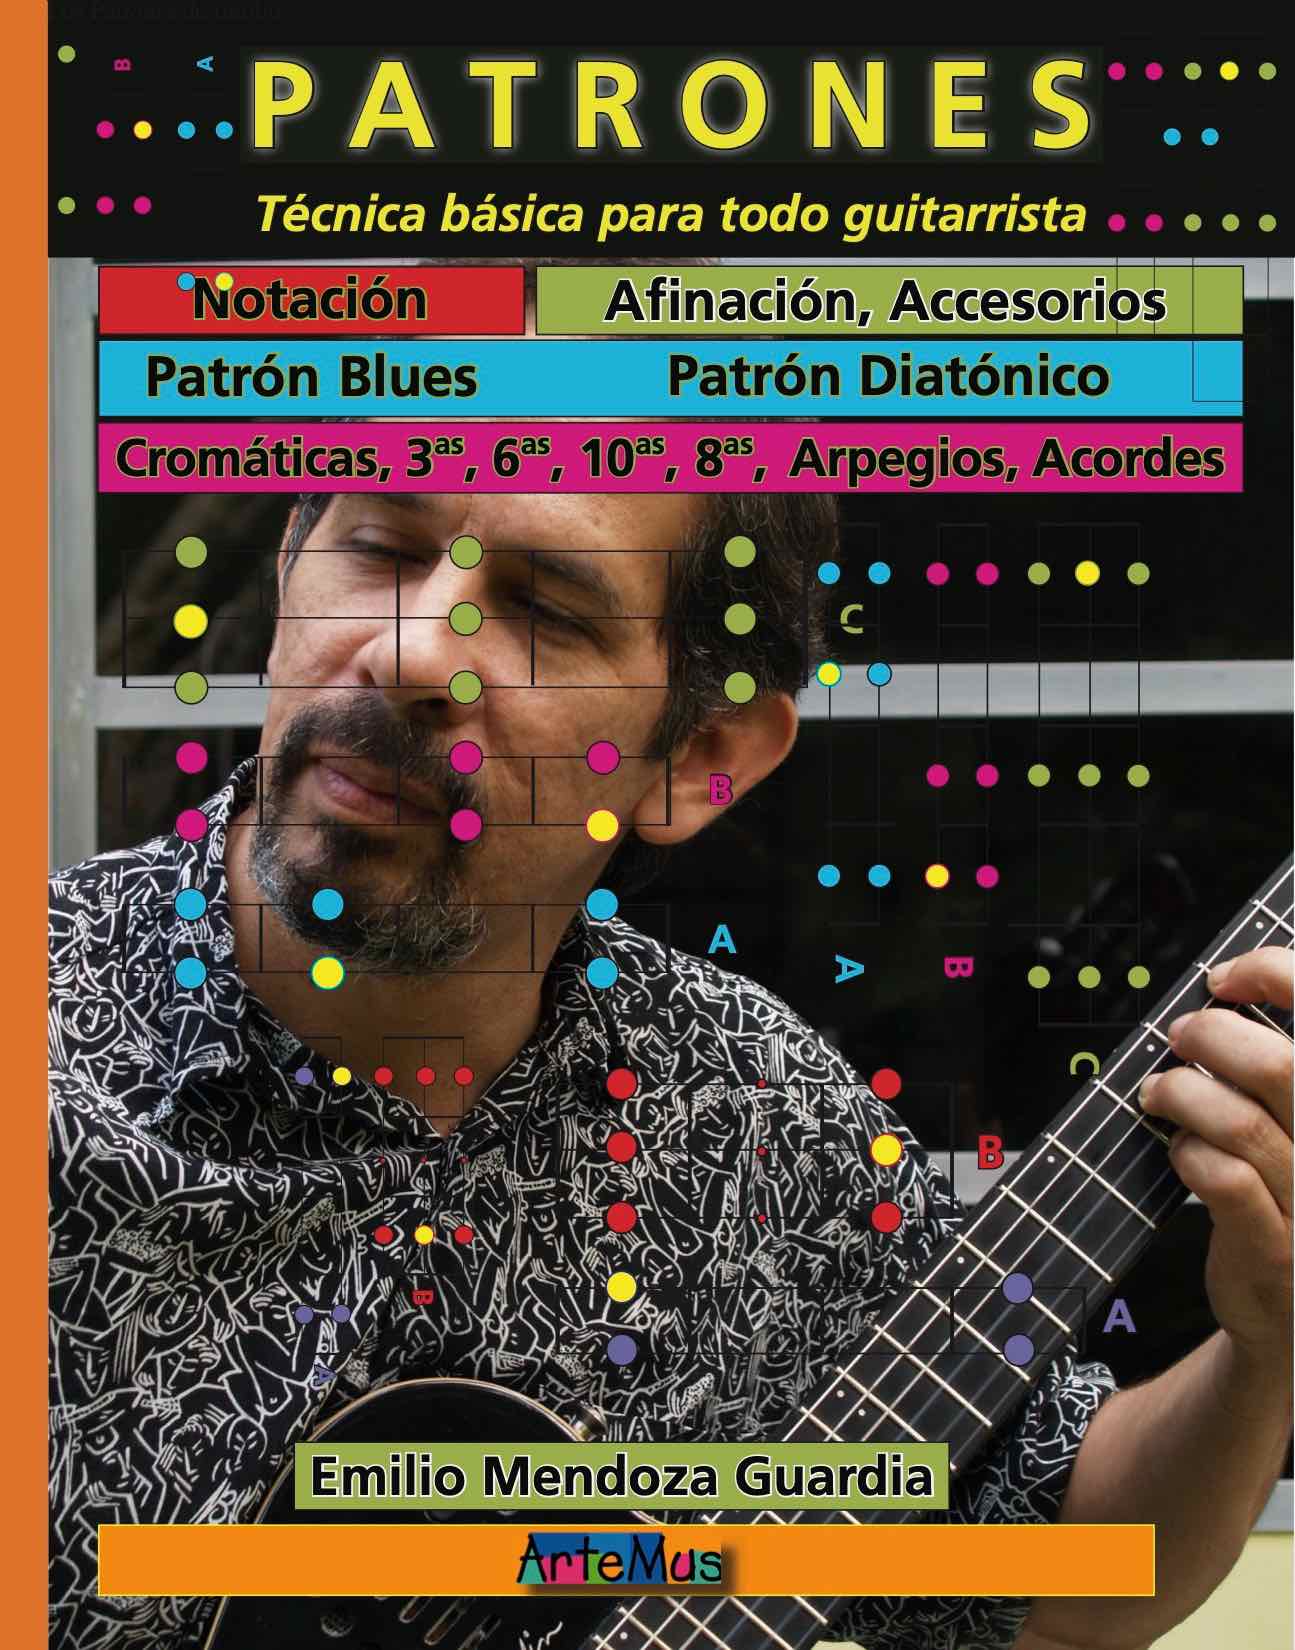 B A
PATRONES
Técnica básica para todo guitarrista
Notación
Afinación, Accesorios
Patrón Blues Patrón Diatónico
Cromáticas, 3as, 6as, 10as, 8as, Arpegios, Acordes
C
B
A
A
B
C
B
A
B
A
Emilio Mendoza Guardia
ArteMus